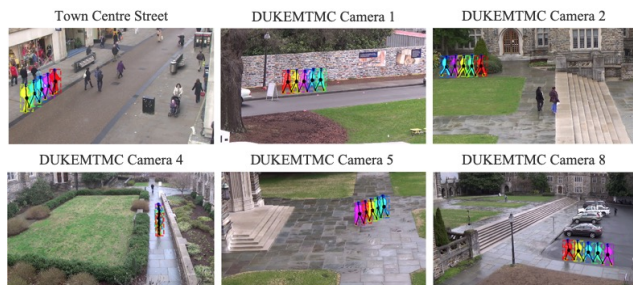 Town Centre Street
DUKEMTMC Camera 1
DUKEMTMC Camera 2
DUKEMTMC Camera 4
DUKEMTMC Camera 5
DUKEMTMC Camera 8